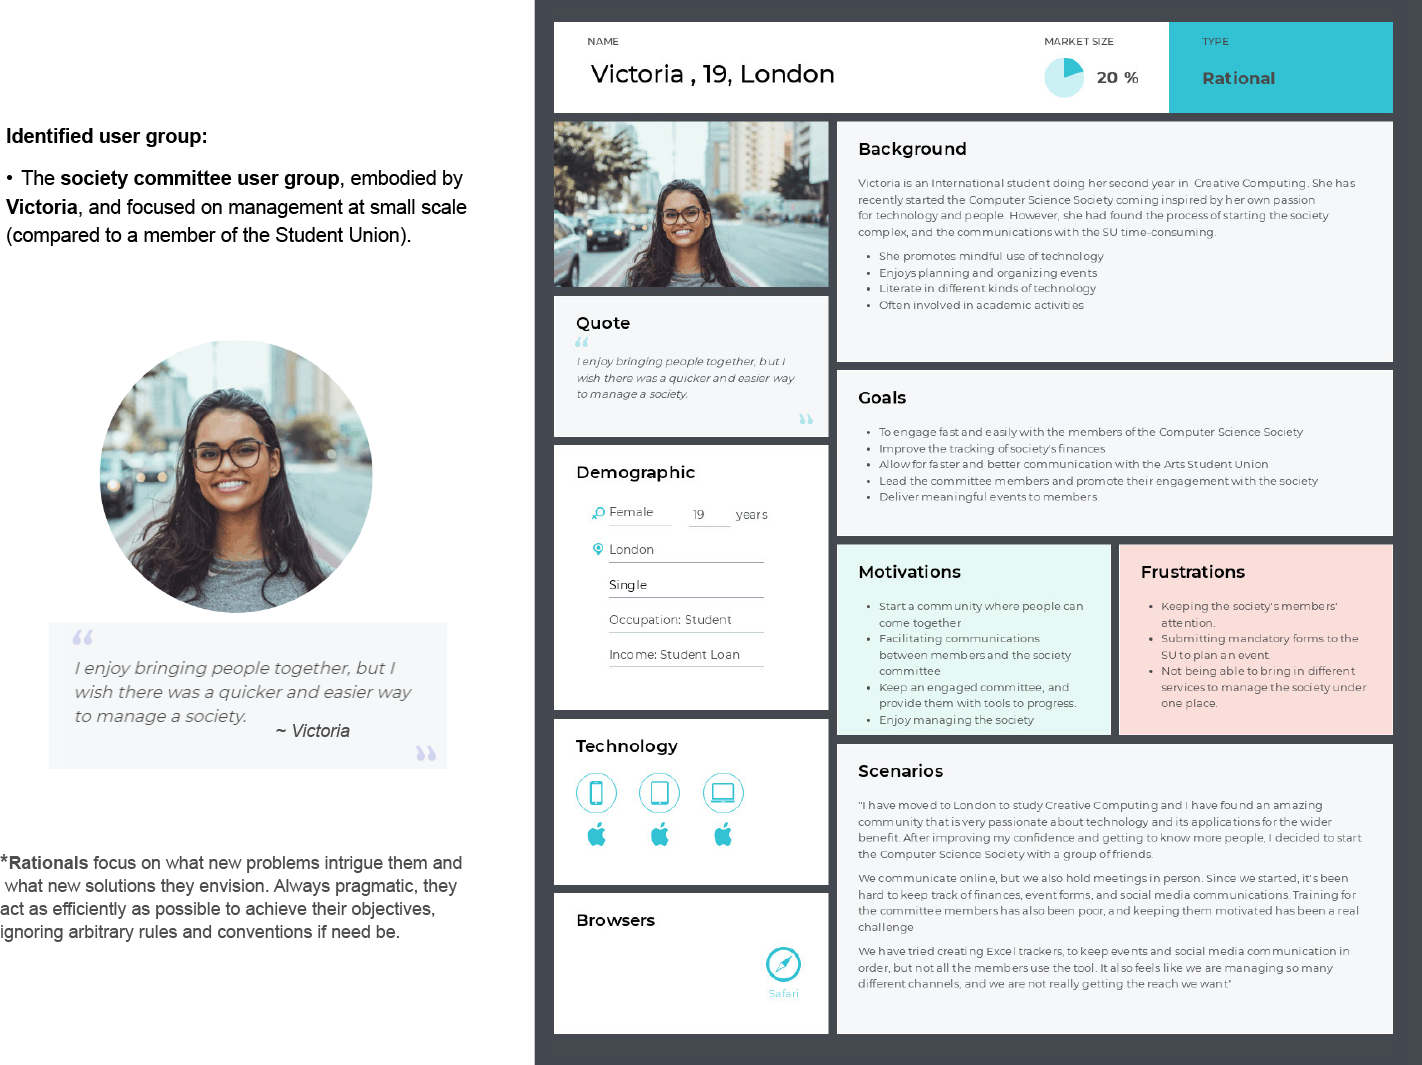 Identified user group:
• The society committee user group, embodied by
Victoria, and focused on management at small scale
(compared to a member of the Student Union).
“
I enjoy bringing people together, but I
wish there was a quicker and easier way
to manage a society.
~ Victoria
”
*Rationals focus on what new problems intrigue them and
what new solutions they envision. Always pragmatic, they
act as efficiently as possible to achieve their objectives,
ignoring arbitrary rules and conventions if need be.
NAME
Victoria , 19, London
MARKET SIZE
20 %
TYPE
Rational
Quote
“
I enjoy bringing people together, but I
wish there was a quicker and easier way
to manage a society.
”
Demographic
Female 19 years
London
Single
Occupation: Student
Income: Student Loan
Technology
Browsers
Safari
Background
Victoria is an International student doing her second year in Creative Computing. She has
recently started the Computer Science Society coming inspired by her own passion
for technology and people. However, she had found the process of starting the society
complex, and the communications with the SU time-consuming.
• She promotes mindful use of technology
• Enjoys planning and organizing events
• Literate in different kinds of technology
• Often involved in academic activities
Goals
• To engage fast and easily with the members of the Computer Science Society
• Improve the tracking of society's finances
• Allow for faster and better communication with the Arts Student Union
• Lead the committee members and promote their engagement with the society
• Deliver meaningful events to members.
Motivations
• Start a community where people can
come together
• Facilitating communications
between members and the society
committee
• Keep an engaged committee, and
provide them with tools to progress.
• Enjoy managing the society
Frustrations
• Keeping the society's members'
attention.
• Submitting mandatory forms to the
SU to plan an event.
• Not being able to bring in different
services to manage the society under
one place.
Scenarios
"I have moved to London to study Creative Computing and I have found an amazing
community that is very passionate about technology and its applications for the wider
benefit. After improving my confidence and getting to know more people, I decided to start
the Computer Science Society with a group of friends.
We communicate online, but we also hold meetings in person. Since we started, it's been
hard to keep track of finances, event forms, and social media communications. Training for
the committee members has also been poor, and keeping them motivated has been a real
challenge
We have tried creating Excel trackers, to keep events and social media communication in
order, but not all the members use the tool. It also feels like we are managing so many
different channels, and we are not really getting the reach we want"